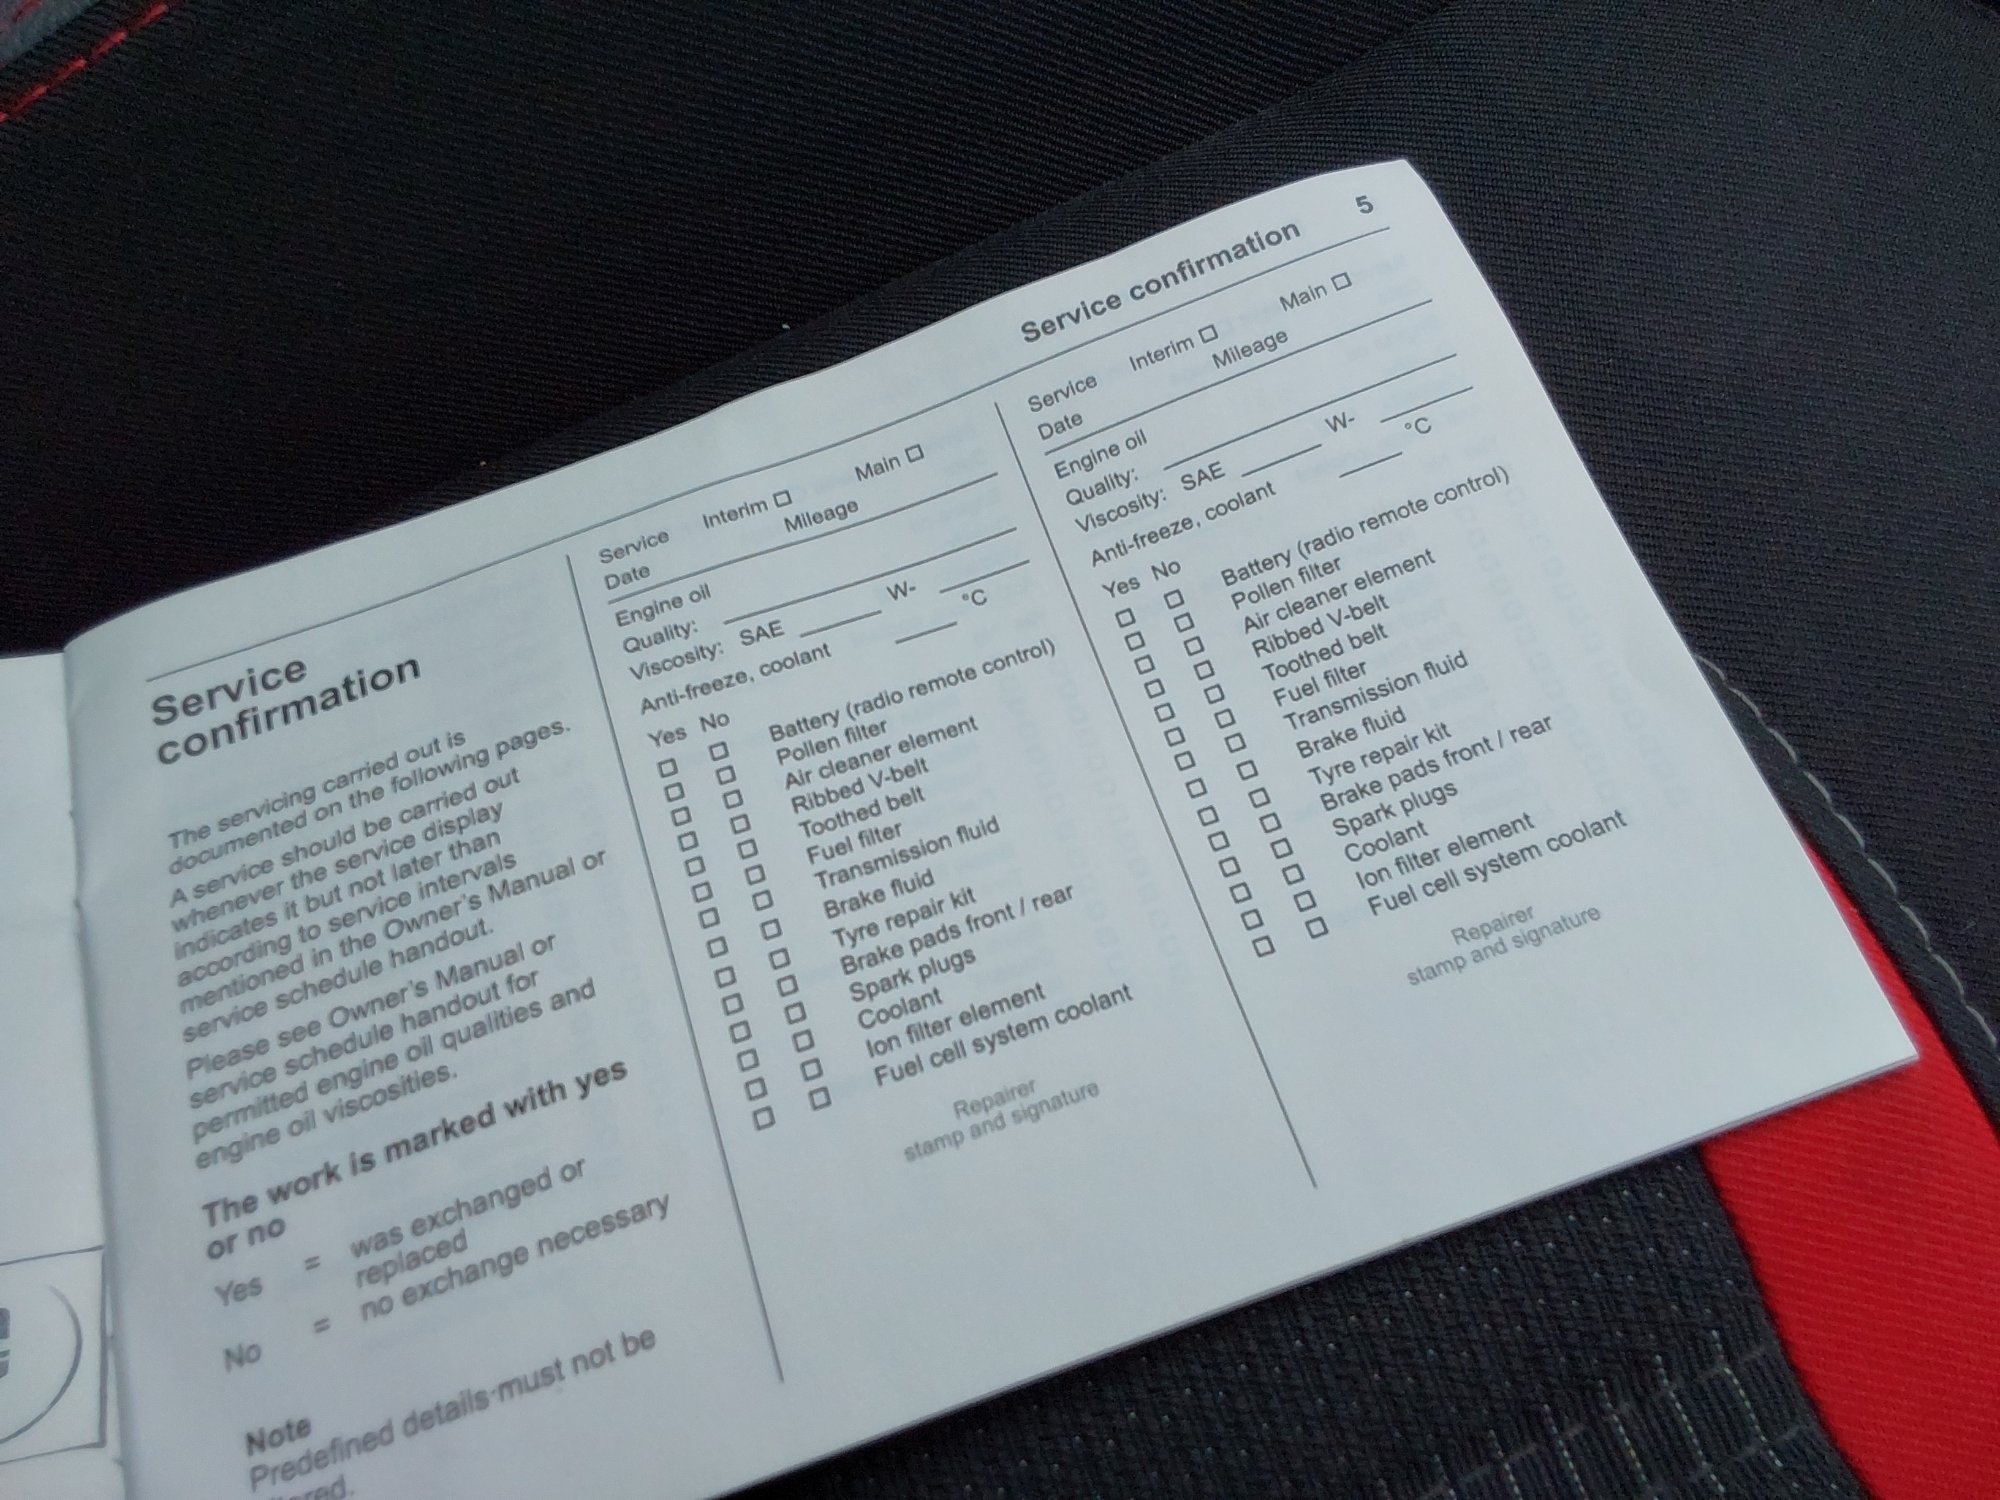 Service confirmation 5
Service
confirmation
The servicing carried out is
documented on the following pages.
A service should be carried out
whenever the service display
indicates it but not later than
according to service intervals
mentioned in the Owner's Manual or
service schedule handout.
Please see Owner's Manual or
service schedule handout for
permitted engine oil qualities and
engine oil viscosities.
The work is marked with yes
or no
Yes = was exchanged or
replaced
No = no exchange necessary
Note
Predefined details must not be
Service Interim □ Main □
Date Mileage
Engine oil
Quality:
Viscosity: SAE W-
Anti-freeze, coolant °C
Yes No
□ □ Battery (radio remote control)
□ □ Pollen filter
□ □ Air cleaner element
□ □ Ribbed V-belt
□ □ Toothed belt
□ □ Fuel filter
□ □ Transmission fluid
□ □ Brake fluid
□ □ Tyre repair kit
□ □ Brake pads front / rear
□ □ Spark plugs
□ □ Coolant
□ □ Ion filter element
□ □ Fuel cell system coolant
Repairer
stamp and signature
Service Interim □ Main □
Date Mileage
Engine oil
Quality:
Viscosity: SAE W-
Anti-freeze, coolant °C
Yes No
□ □ Battery (radio remote control)
□ □ Pollen filter
□ □ Air cleaner element
□ □ Ribbed V-belt
□ □ Toothed belt
□ □ Fuel filter
□ □ Transmission fluid
□ □ Brake fluid
□ □ Tyre repair kit
□ □ Brake pads front / rear
□ □ Spark plugs
□ □ Coolant
□ □ Ion filter element
□ □ Fuel cell system coolant
Repairer
stamp and signature